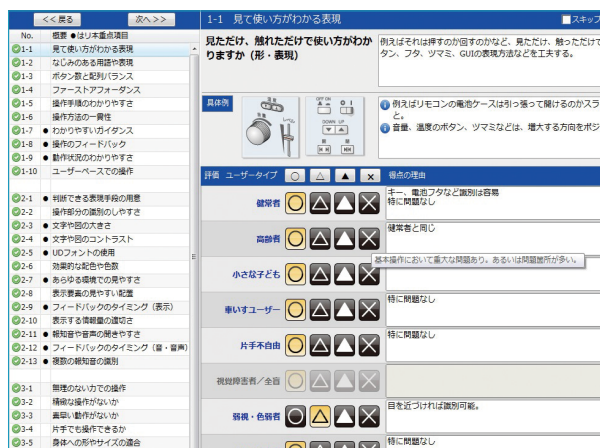 << 戻る
次へ >>
1-1 見て使い方がわかる表現
スキップ
No. 概要 ●はリ本重点項目
1-1 見て使い方がわかる表現
1-2 なじみのある用語や表現
1-3 ボタン数と配列バランス
1-4 ファーストアフォーダンス
1-5 操作手順のわかりやすさ
1-6 操作方法の一貫性
1-7 ● わかりやすいガイダンス
1-8 ● 操作のフィードバック
1-9 ● 動作状況のわかりやすさ
1-10 ユーザーペースでの操作
2-1 ● 判断できる表現手段の用意
2-2 操作部分の識別のしやすさ
2-3 ● 文字や図の大きさ
2-4 ● 文字や図のコントラスト
2-5 ● UDフォントの使用
2-6 効果的な配色や色数
2-7 ● あらゆる環境での見やすさ
2-8 表示要素の見やすい配置
2-9 ● フィードバックのタイミング（表示）
2-10 表示する情報量の適切さ
2-11 ● 報知音や音声の聞きやすさ
2-12 ● フィードバックのタイミング（音・音声）
2-13 ● 複数の報知音の識別
3-1 無理のない力での操作
3-2 精緻な操作がないか
3-3 素早い動作がないか
3-4 片手でも操作できるか
3-5 身体への形やサイズの適合
見ただけ、触れただけで使い方がわか
りますか（形・表現）
例えばそれは押すのか回すのかなど、見ただけ、触っただけで
タン、フタ、ツマミ、GUIの表現方法などを工夫する。
具体例
OFF ON
DOWN UP
例えばリモコンの電池ケースは引っ張って開けるのかスラ
と。
音量、温度のボタン、ツマミなどは、増大する方向をポジ
評価 ユーザータイプ ○ △ ▲ × 得点の理由
健常者 ○ △ ▲ ×
キー、電池フタなど識別は容易
特に問題なし
高齢者 ○ △ ▲ ×
健常者と同じ
基本操作において重大な問題あり。あるいは問題箇所が多い。
小さな子ども ○ △ ▲ ×
車いすユーザー ○ △ ▲ × 特に問題なし
片手不自由 ○ △ ▲ × 特に問題なし
視覚障害者／全盲 ○ △ ▲ ×
弱視・色弱者 ○ △ ▲ × 目を近づければ識別可能。
特に問題なし